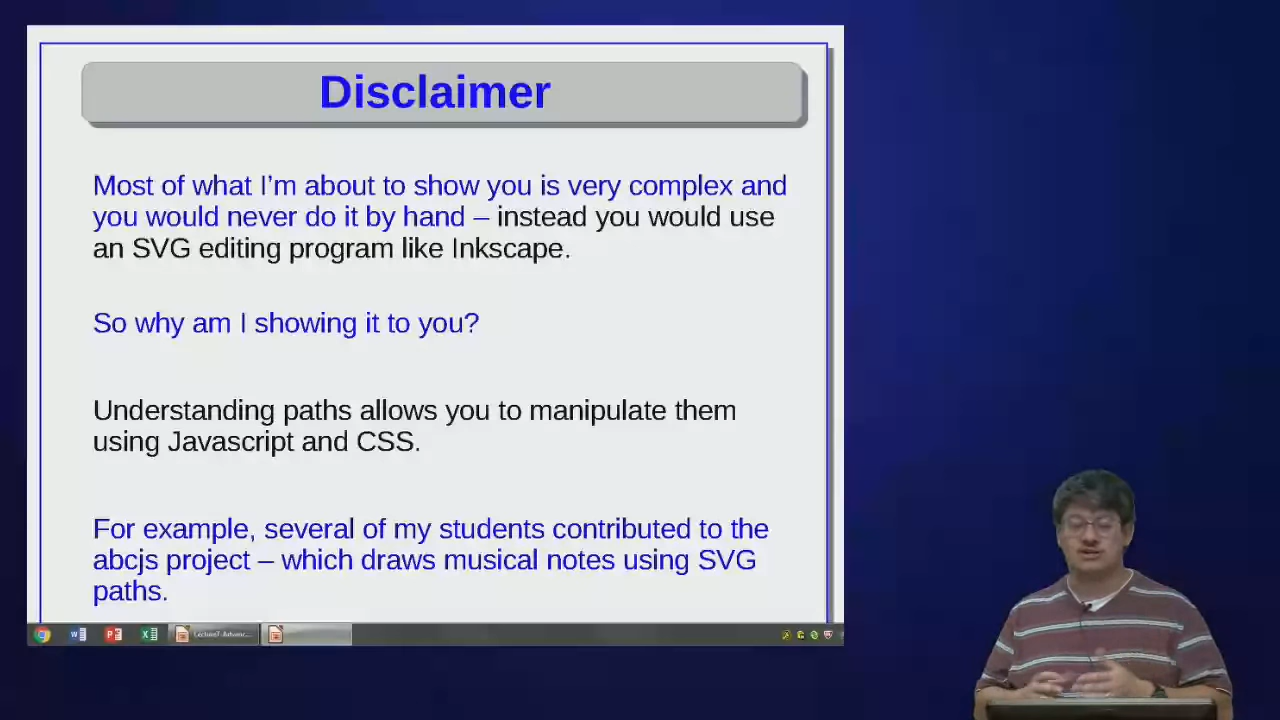 Disclaimer
Most of what I’m about to show you is very complex and
you would never do it by hand – instead you would use
an SVG editing program like Inkscape.
So why am I showing it to you?
Understanding paths allows you to manipulate them
using Javascript and CSS.
For example, several of my students contributed to the
abcjs project – which draws musical notes using SVG
paths.
Lecture7-Advanc...